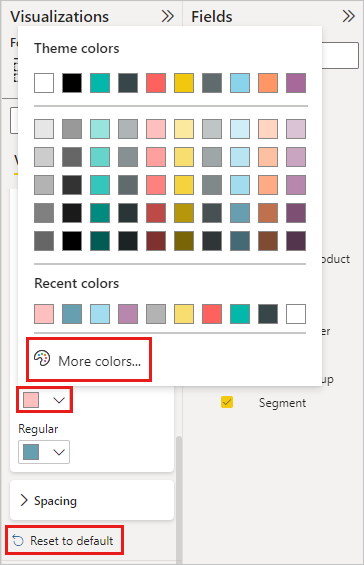 Visualizations
Fields
Fo
Theme colors
Recent colors
More colors...
oduct
er
up
Segment
Regular
Spacing
Reset to default